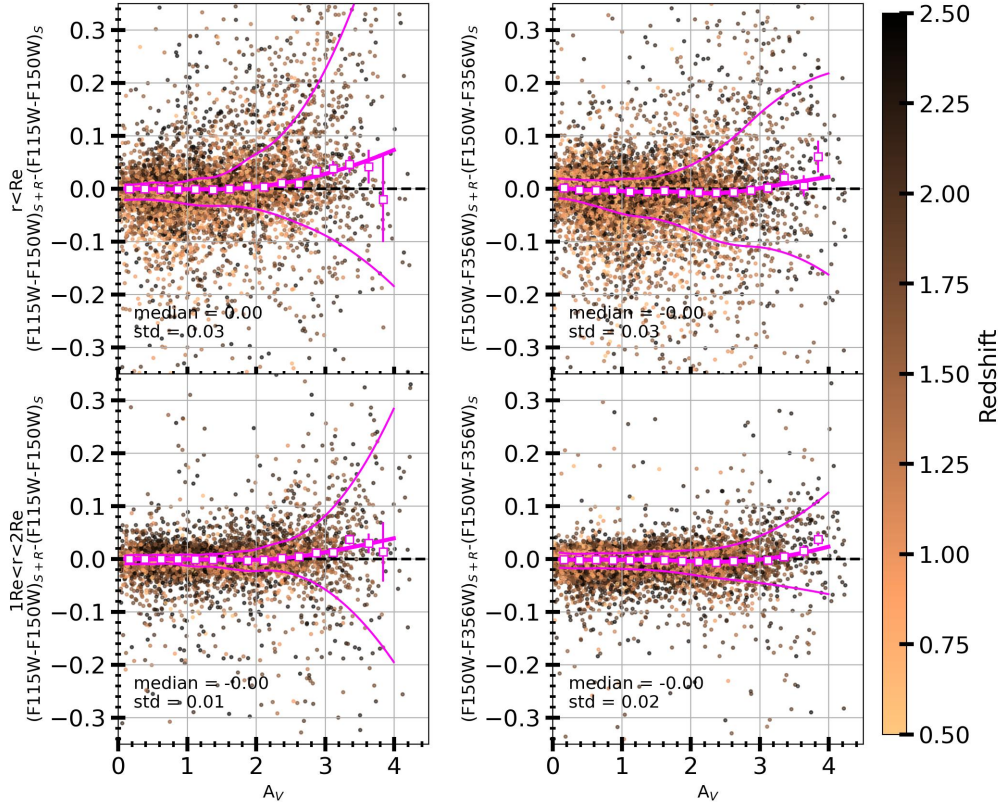 0.3
0.2
0.1
0.0
−0.1
−0.2
−0.3
r<Re
(F115W-F150W)S+R-(F115W-F150W)S
median = 0.00
std = 0.03
0.3
0.2
0.1
0.0
−0.1
−0.2
−0.3
(F150W-F356W)S+R-(F150W-F356W)S
median = -0.00
std = 0.03
0.3
0.2
0.1
0.0
−0.1
−0.2
−0.3
1Re<r<2Re
(F115W-F150W)S+R-(F115W-F150W)S
median = -0.00
std = 0.01
0 1 2 3 4
AV
0.3
0.2
0.1
0.0
−0.1
−0.2
−0.3
(F150W-F356W)S+R-(F150W-F356W)S
median = -0.00
std = 0.02
0 1 2 3 4
AV
2.50
2.25
2.00
1.75
1.50
1.25
1.00
0.75
0.50
Redshift